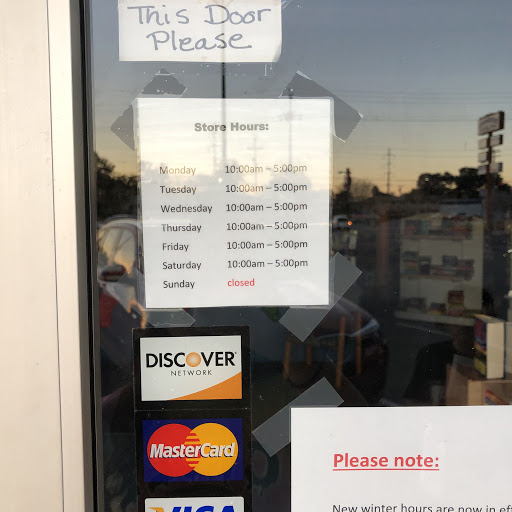 This Door
Please
Store Hours:
Monday 10:00am – 5:00pm
Tuesday 10:00am – 5:00pm
Wednesday 10:00am – 5:00pm
Thursday 10:00am – 5:00pm
Friday 10:00am – 5:00pm
Saturday 10:00am – 5:00pm
Sunday closed
DISCOVER
NETWORK
MasterCard
VISA
Please note:
New winter hours are now in